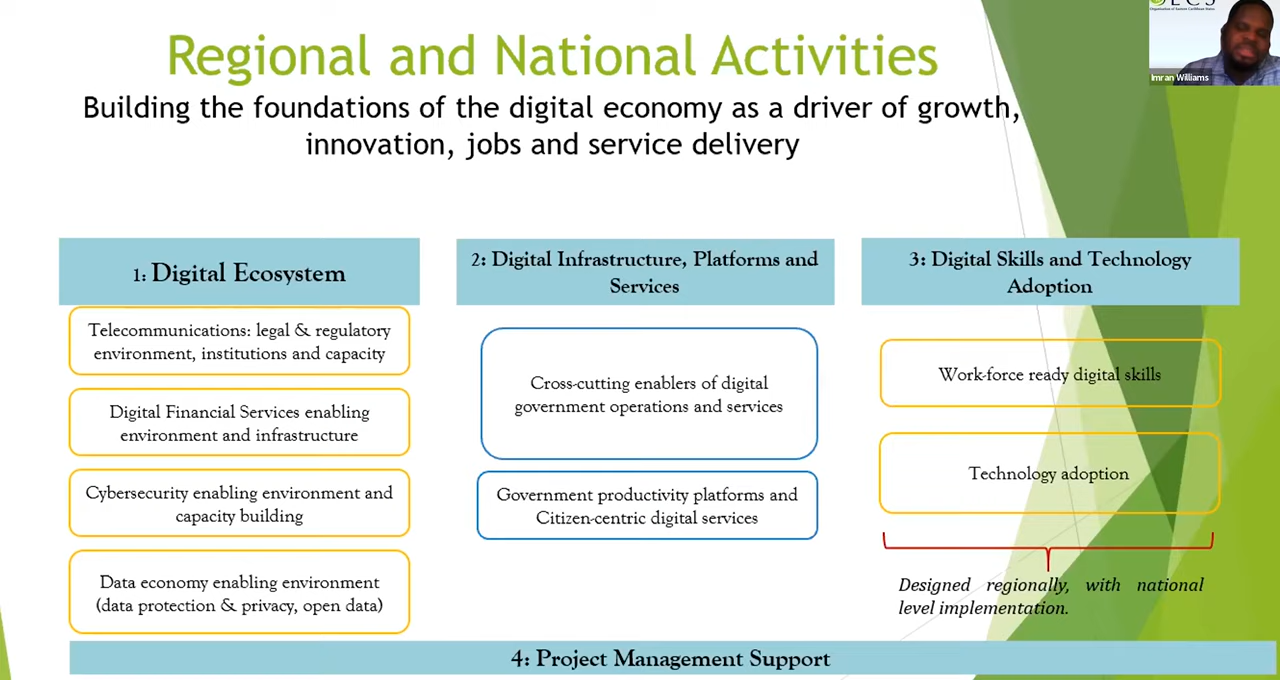 Regional and National Activities
Building the foundations of the digital economy as a driver of growth,
innovation, jobs and service delivery
Imran Williams
1: Digital Ecosystem
Telecommunications: legal & regulatory
environment, institutions and capacity
Digital Financial Services enabling
environment and infrastructure
Cybersecurity enabling environment and
capacity building
Data economy enabling environment
(data protection & privacy, open data)
2: Digital Infrastructure, Platforms and
Services
Cross-cutting enablers of digital
government operations and services
Government productivity platforms and
Citizen-centric digital services
3: Digital Skills and Technology
Adoption
Work-force ready digital skills
Technology adoption
Designed regionally, with national
level implementation.
4: Project Management Support